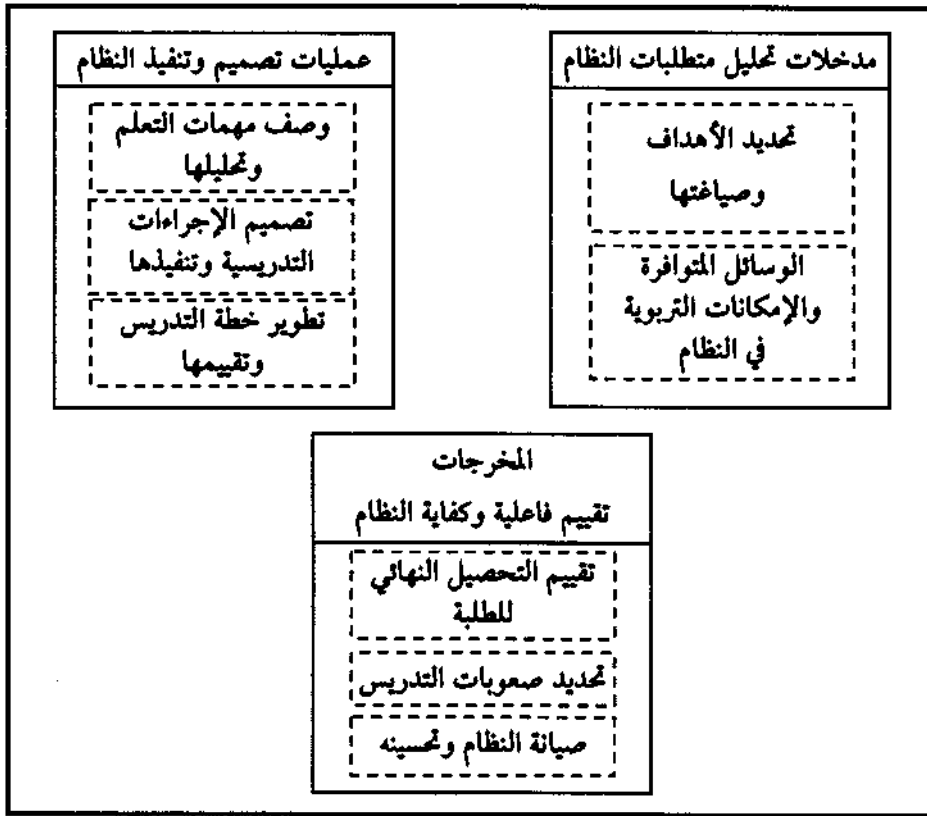 مدخلات تحليل متطلبات النظام
تحديد الأهداف
وصياغتها
الوسائل المتوافرة
والإمكانات التربوية
في النظام
عمليات تصميم وتنفيذ النظام
وصف مهمات التعلم
وتحليلها
تصميم الإجراءات
التدريسية وتنفيذها
تطوير خطة التدريس
وتقييمها
المخرجات
تقييم فاعلية وكفاية النظام
تقييم التحصيل النهائي
للطلبة
تحديد صعوبات التدريس
صيانة النظام وتحسينه